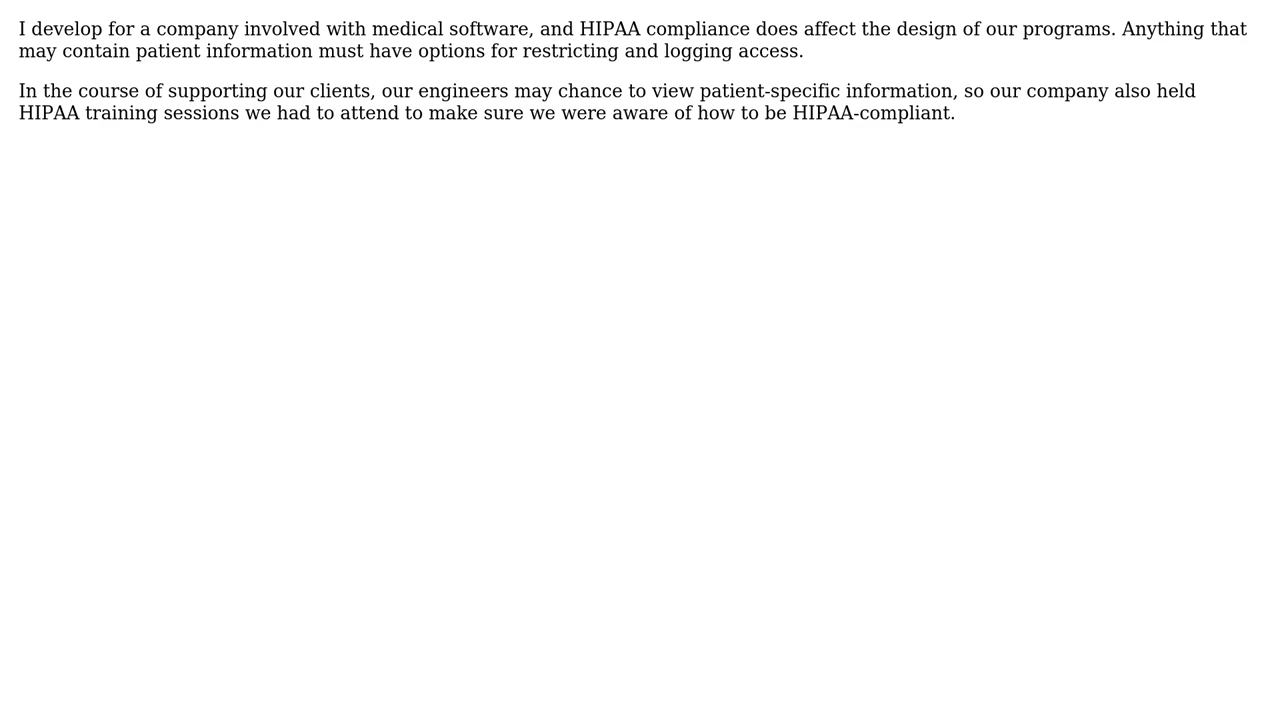 I develop for a company involved with medical software, and HIPAA compliance does affect the design of our programs. Anything that
may contain patient information must have options for restricting and logging access.
In the course of supporting our clients, our engineers may chance to view patient-specific information, so our company also held
HIPAA training sessions we had to attend to make sure we were aware of how to be HIPAA-compliant.